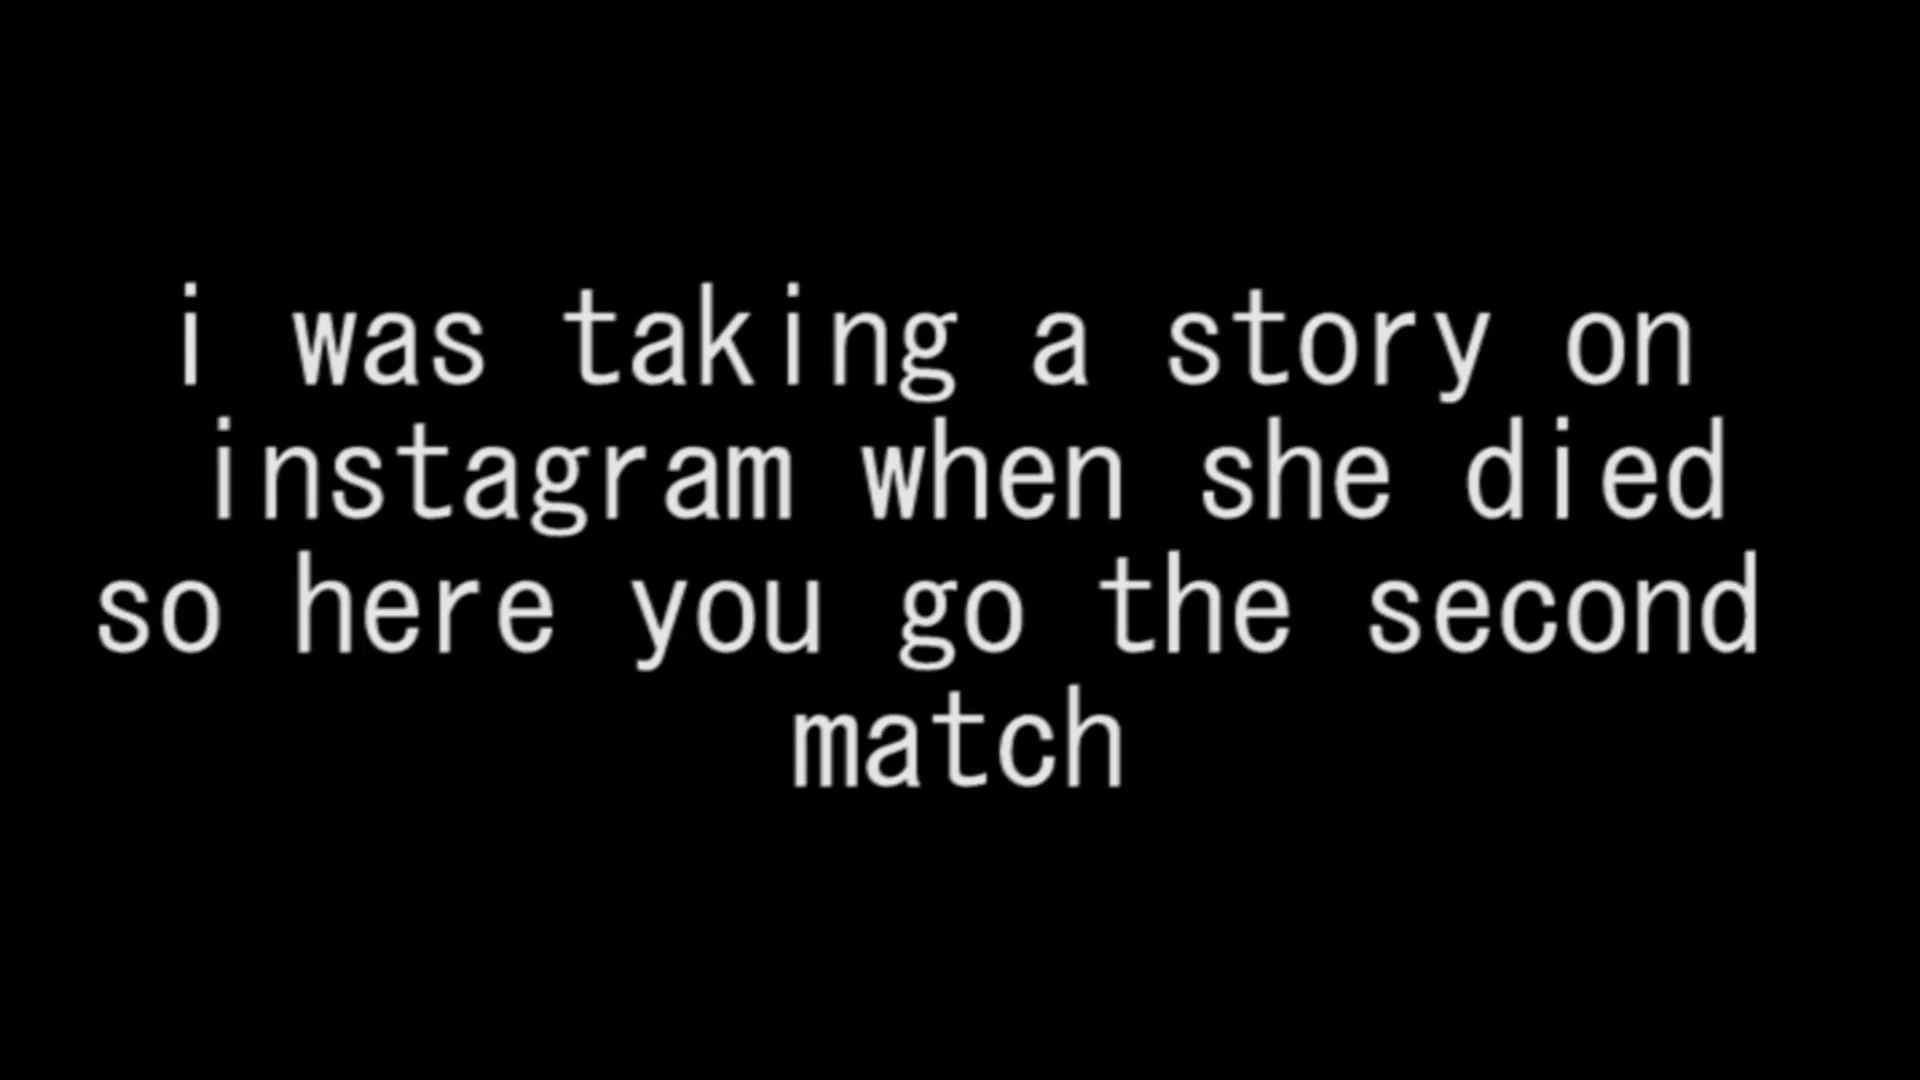 i was taking a story on
instagram when she died
so here you go the second
match